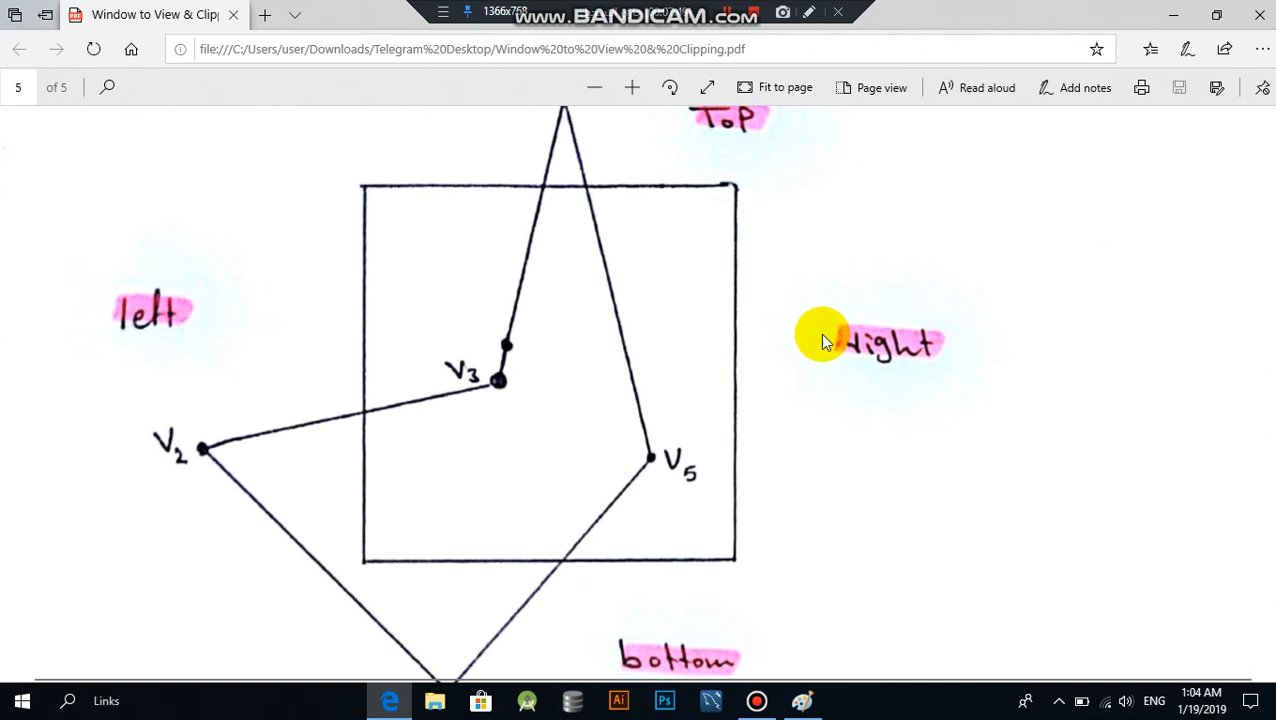 Window to View & Clip
1366x768
www.BANDICAM.com
file:///C:/Users/user/Downloads/Telegram%20Desktop/Window%20to%20View%20&%20Clipping.pdf
5 of 5
Fit to page
Page view
Read aloud
Add notes
Top
left
right
V3
V2
V5
bottom
Links
ENG
1:04 AM
1/19/2019